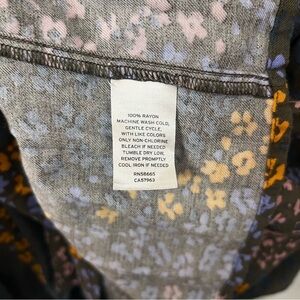 100% RAYON
MACHINE WASH COLD,
GENTLE CYCLE,
WITH LIKE COLORS
ONLY NON-CHLORINE
BLEACH IF NEEDED
TUMBLE DRY LOW,
REMOVE PROMPTLY
COOL IRON IF NEEDED
RN58665
CA57963